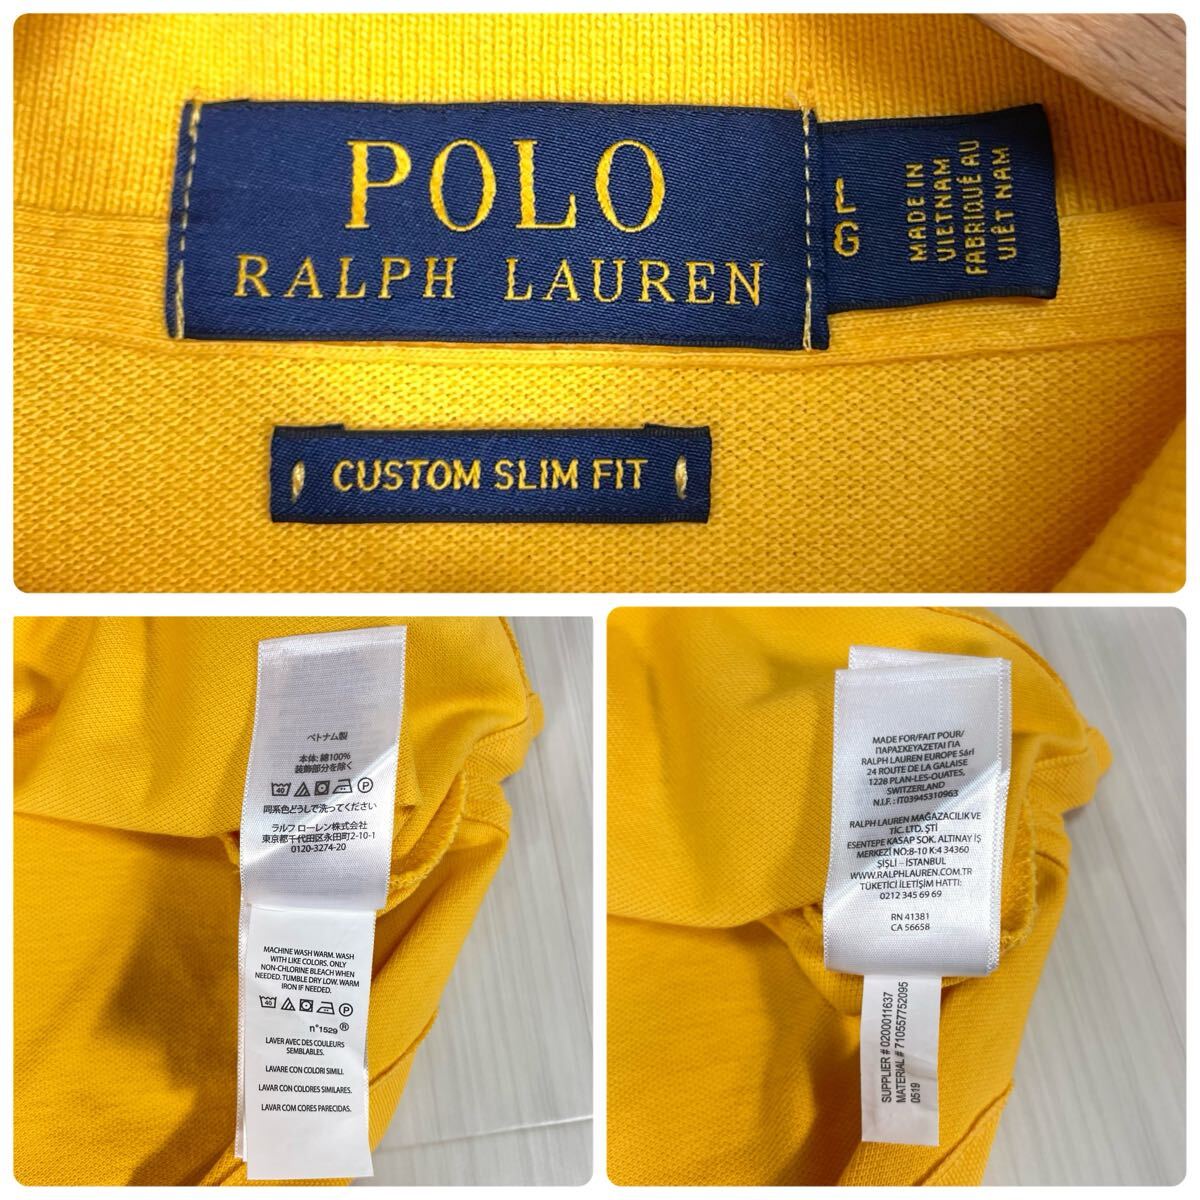 POLO
RALPH LAUREN
L
G
MADE IN
VIETNAM
FABRIQUÉ AU
VIÊT NAM
CUSTOM SLIM FIT
ベトナム製
本体: 綿100%
装飾部分を除く
40 P
同系色どうしで洗ってください
ラルフ ローレン株式会社
東京都千代田区永田町2-10-1
0120-3274-20
MACHINE WASH WARM. WASH
WITH LIKE COLORS. ONLY
NON-CHLORINE BLEACH WHEN
NEEDED. TUMBLE DRY LOW. WARM
IRON IF NEEDED.
40 P
n°1529®
LAVER AVEC DES COULEURS
SEMBLABLES.
LAVARE CON COLORI SIMILI.
LAVAR CON COLORES SIMILARES.
LAVAR COM CORES PARECIDAS.
MADE FOR/FAIT POUR/
ΠΑΡΑΣΚΕΥΑΖΕΤΑΙ ΓΙΑ
RALPH LAUREN EUROPE Sárl
24 ROUTE DE LA GALAISE
1228 PLAN-LES-OUATES,
SWITZERLAND
N.I.F.: IT03945310963
RALPH LAUREN MAĞAZACILIK VE
TİC. LTD. ŞTİ
ESENTEPE KASAP SOK. ALTINAY İŞ
MERKEZİ NO:8-10 K:4 34360
ŞİŞLİ – İSTANBUL
WWW.RALPHLAUREN.COM.TR
TÜKETİCİ İLETİŞİM HATTI:
0212 345 69 69
RN 41381
CA 56658
SUPPLIER # 0200011637
MATERIAL # 710557752095
0519